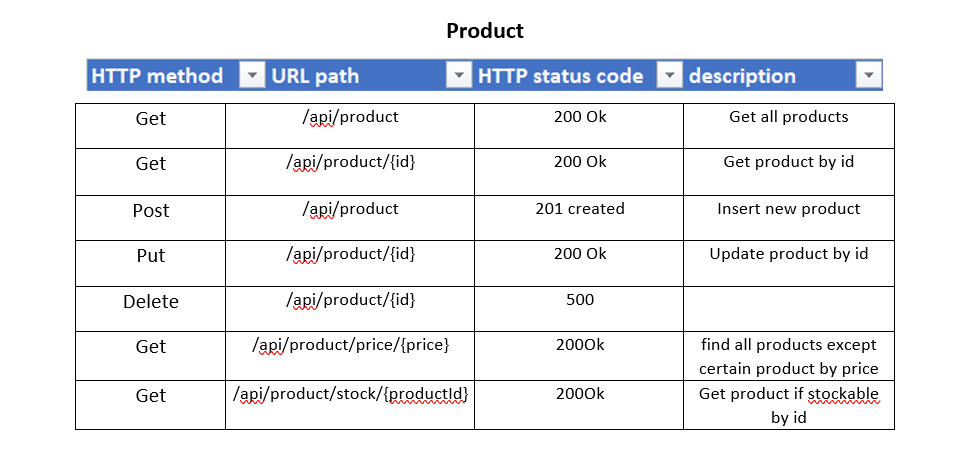 Product
HTTP method URL path HTTP status code description
Get /api/product 200 Ok Get all products
Get /api/product/{id} 200 Ok Get product by id
Post /api/product 201 created Insert new product
Put /api/product/{id} 200 Ok Update product by id
Delete /api/product/{id} 500
Get /api/product/price/{price} 200Ok find all products except
certain product by price
Get /api/product/stock/{productId} 200Ok Get product if stockable
by id